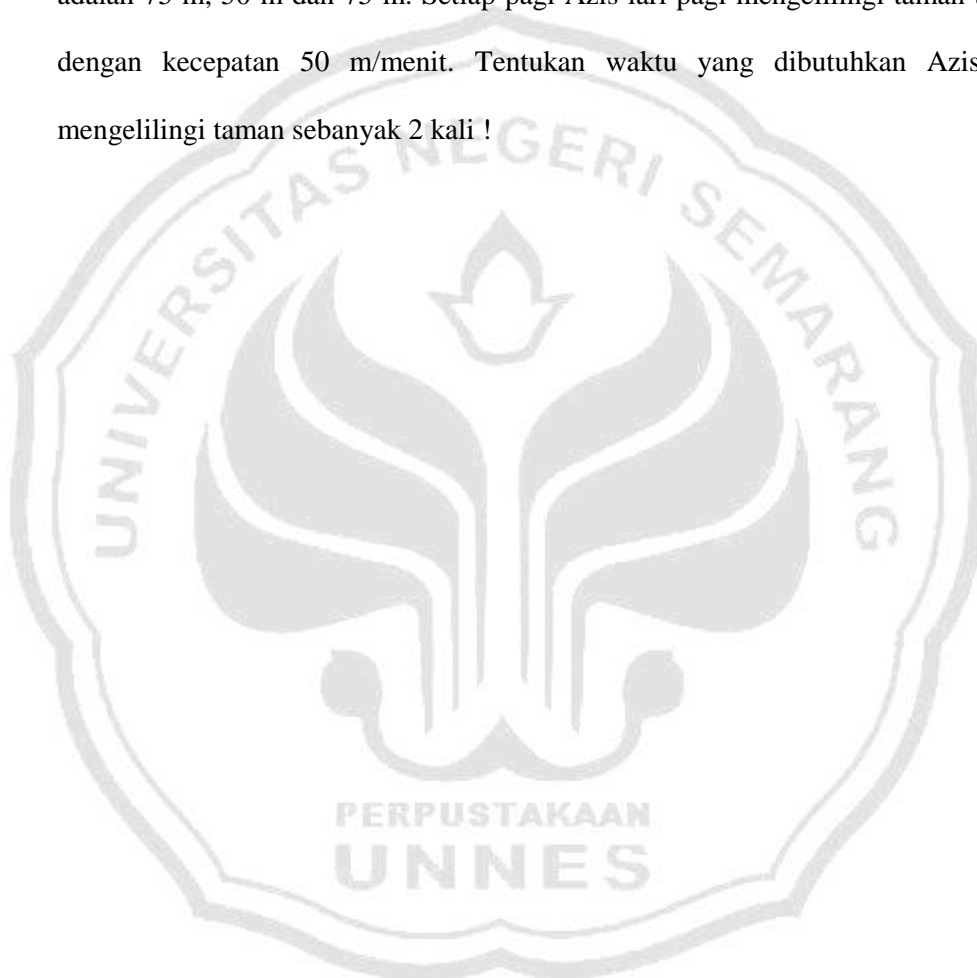 adalah 75 m, 50 m dan 75 m. Setiap pagi Azis lari pagi mengelilingi taman
dengan kecepatan 50 m/menit. Tentukan waktu yang dibutuhkan Azis
mengelilingi taman sebanyak 2 kali !
UNIVERSITAS NEGERI SEMARANG
PERPUSTAKAAN
UNNES